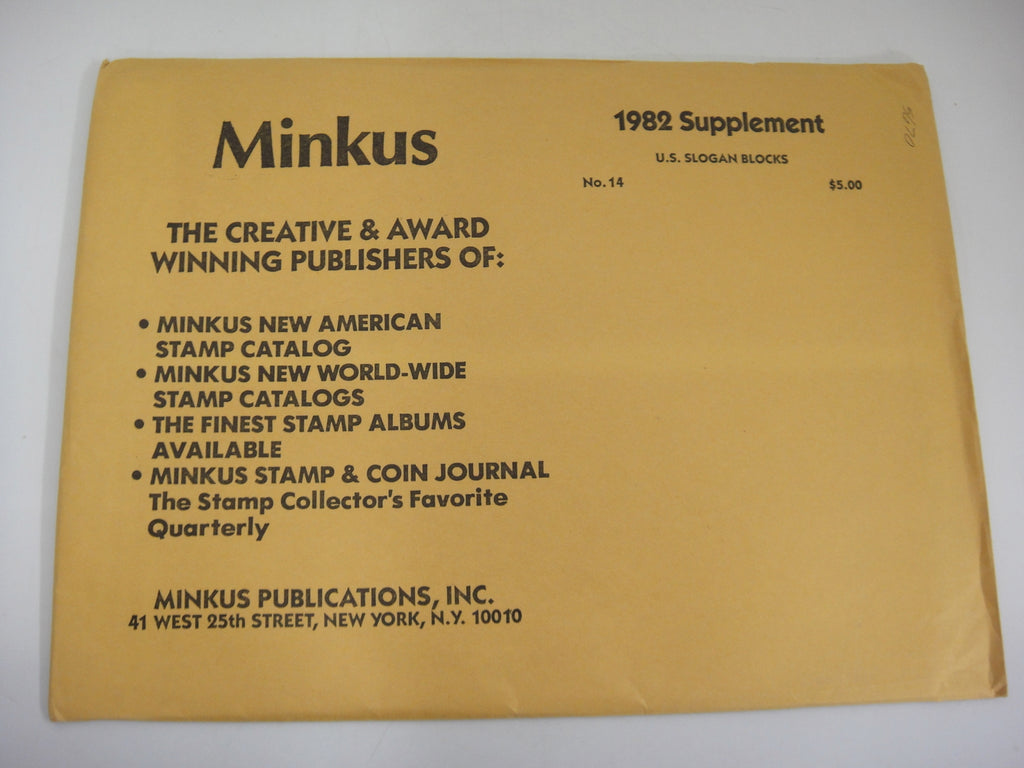 Minkus
THE CREATIVE & AWARD
WINNING PUBLISHERS OF:
• MINKUS NEW AMERICAN
STAMP CATALOG
• MINKUS NEW WORLD-WIDE
STAMP CATALOGS
• THE FINEST STAMP ALBUMS
AVAILABLE
• MINKUS STAMP & COIN JOURNAL
The Stamp Collector's Favorite
Quarterly
MINKUS PUBLICATIONS, INC.
41 WEST 25th STREET, NEW YORK, N.Y. 10010
1982 Supplement
U.S. SLOGAN BLOCKS
No. 14 $5.00